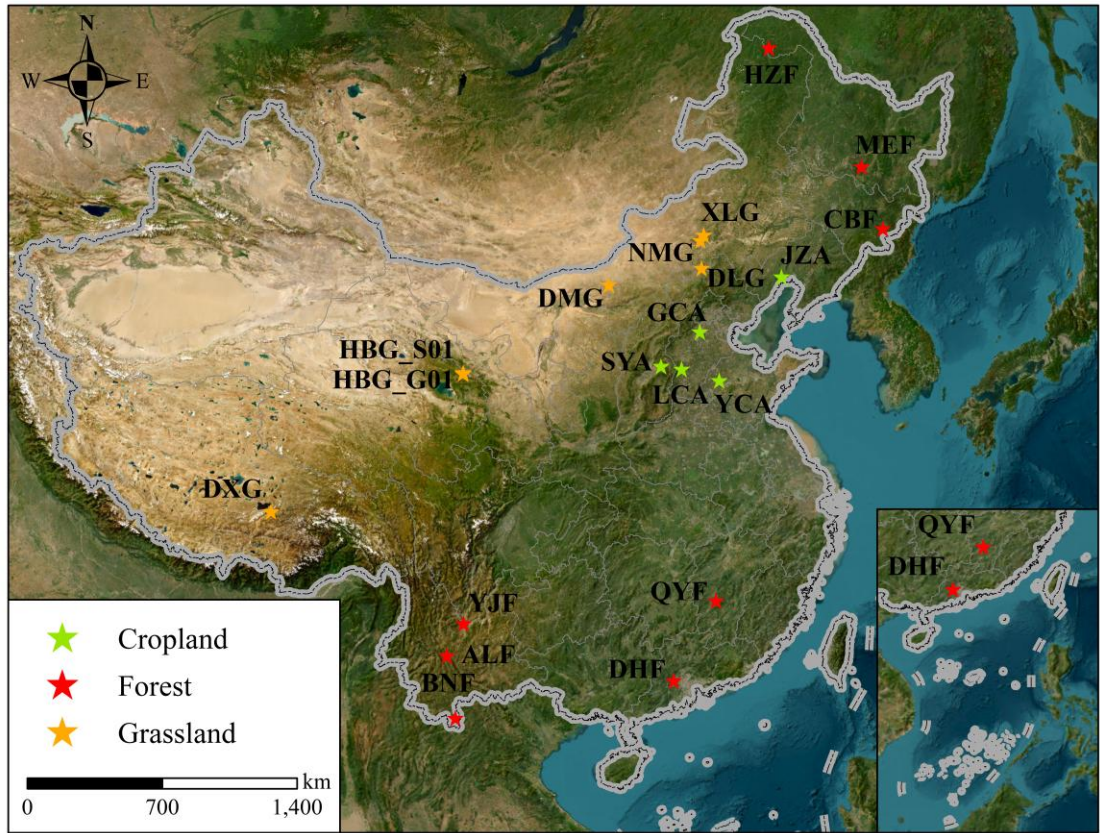 N
W
E
S
HZF
MEF
CBF
XLG
NMG
JZA
DLG
DMG
GCA
HBG_S01
SYA
HBG_G01
LCA
YCA
DXG
QYF
DHF
YJF
QYF
ALF
BNF
DHF
Cropland
Forest
Grassland
km
0
700
1,400